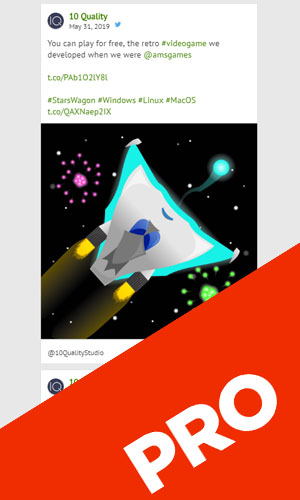 10 Quality
May 31, 2019
You can play for free, the retro #videogame we
developed when we were @amsgames
t.co/PAb1O2lY8l
#StarsWagon #Windows #Linux #MacOS
t.co/QAXNaep2IX
@10QualityStudio
PRO